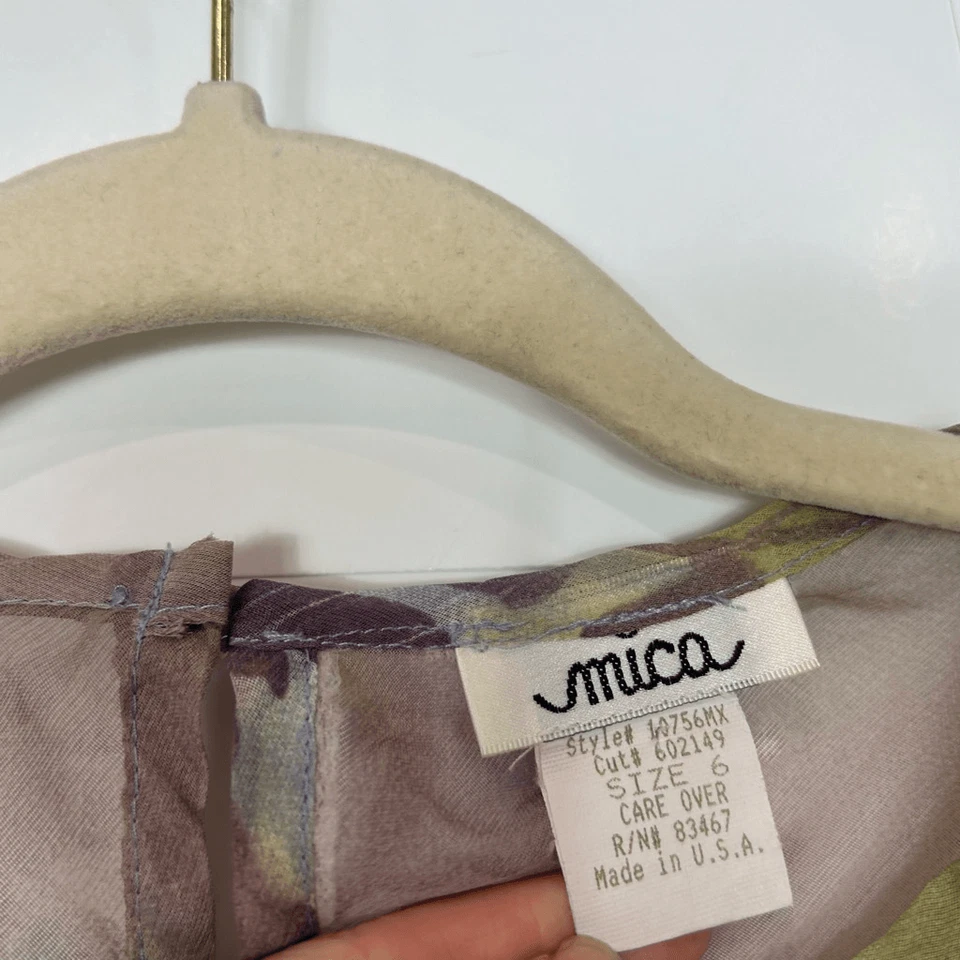 mica
Style# 10756MX
Cut# 602149
SIZE 6
CARE OVER
R/N# 83467
Made in U.S.A.